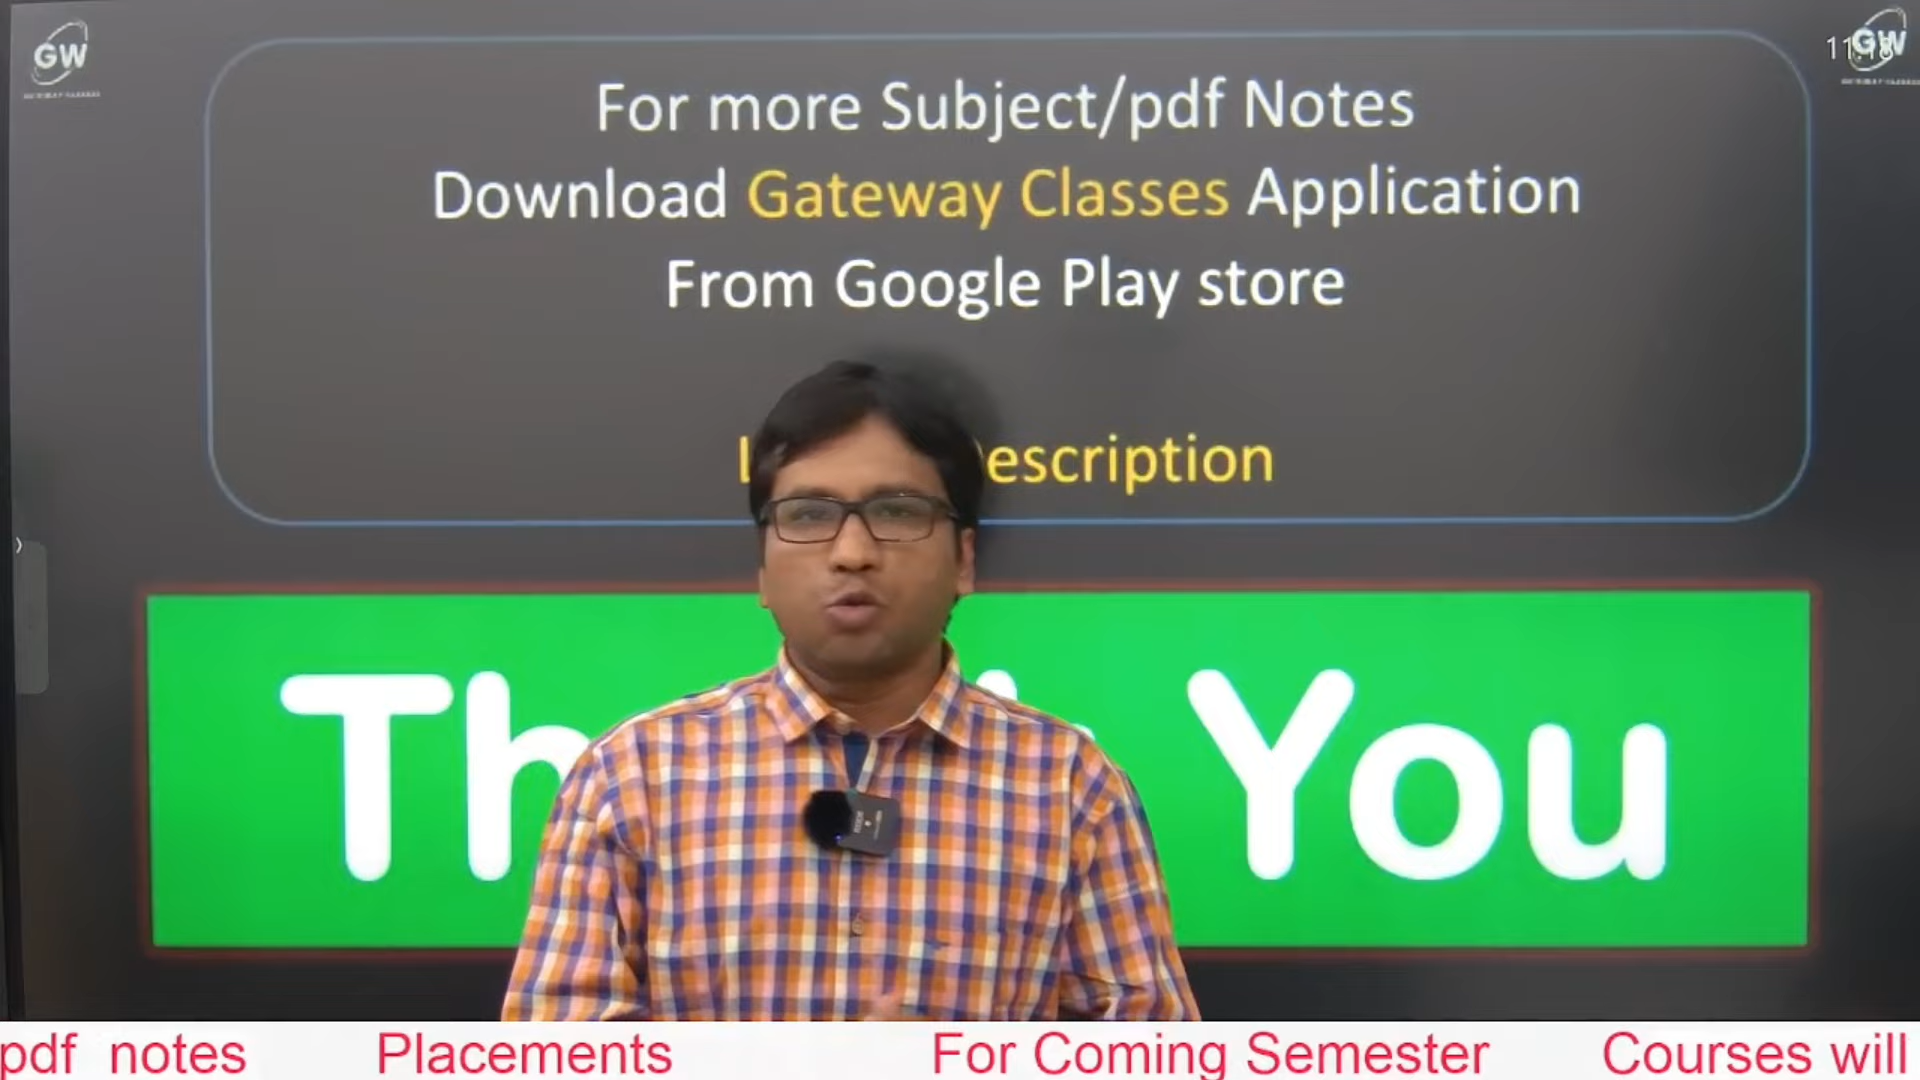 GW
For more Subject/pdf Notes
Download Gateway Classes Application
From Google Play store
escription
You
pdf notes Placements For Coming Semester Courses will